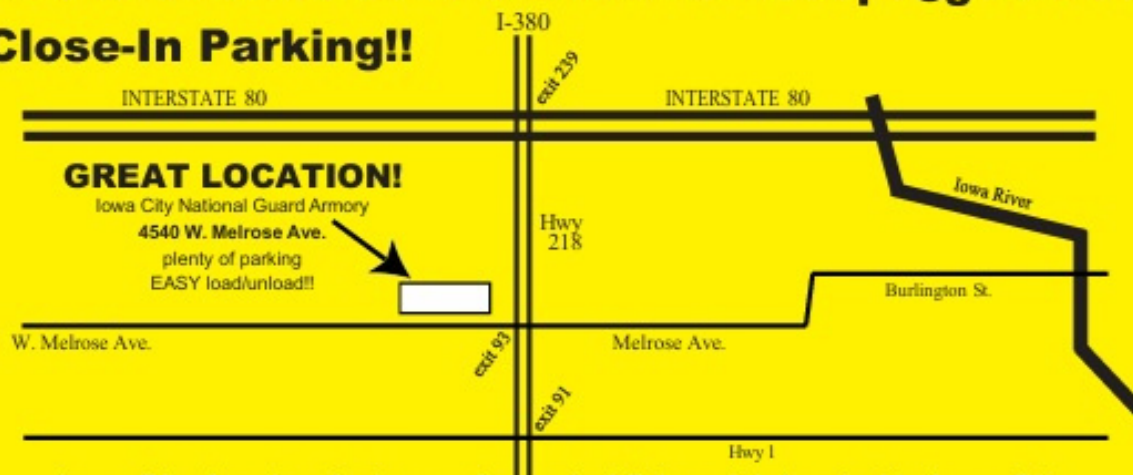 I-380
Close-In Parking!!
exit 239
INTERSTATE 80
INTERSTATE 80
GREAT LOCATION!
Iowa City National Guard Armory
4540 W. Melrose Ave.
plenty of parking
EASY load/unload!!
Hwy
218
Iowa River
Burlington St.
W. Melrose Ave.
exit 93
Melrose Ave.
exit 91
Hwy 1